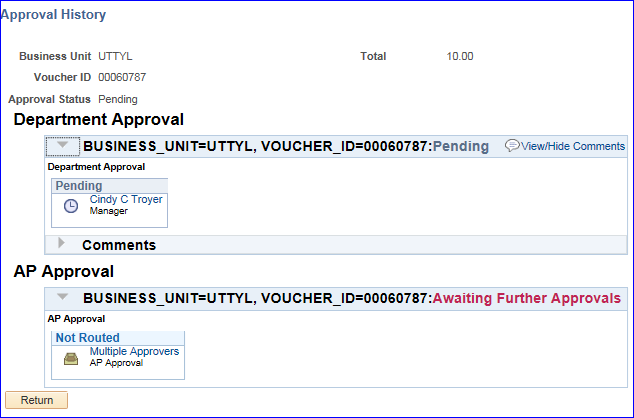 Approval History
Business Unit UTTYL Total 10.00
Voucher ID 00060787
Approval Status Pending
Department Approval
BUSINESS_UNIT=UTTYL, VOUCHER_ID=00060787:Pending View/Hide Comments
Department Approval
Pending
Cindy C Troyer
Manager
Comments
AP Approval
BUSINESS_UNIT=UTTYL, VOUCHER_ID=00060787:Awaiting Further Approvals
AP Approval
Not Routed
Multiple Approvers
AP Approval
Return